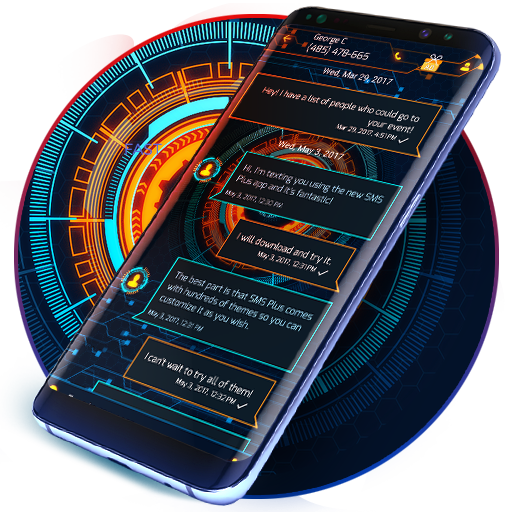 George C
(485) 478-665
Wed, Mar 29, 2017
Hey! I have a list of people who could go to
your event!
Mar 29, 2017, 4:51 PM
Wed, May 3, 2017
Hi, I'm texting you using the new SMS
Plus app and it's fantastic!
May 3, 2017, 12:30 PM
I will download and try it.
May 3, 2017, 12:31 PM
The best part is that SMS Plus comes
with hundreds of themes so you can
customize it as you wish.
May 3, 2017, 12:31 PM
I can't wait to try all of them!
May 3, 2017, 12:32 PM